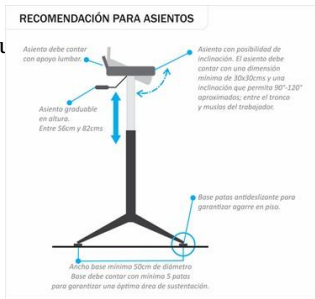 RECOMENDACIÓN PARA ASIENTOS
Asiento debe contar
con apoyo lumbar.
Asiento con posibilidad de
inclinación. El asiento debe
contar con una dimensión
mínima de 30x30cms y una
inclinación que permita 90°-120°
aproximados; entre el tronco
y muslos del trabajador.
Asiento graduable
en altura.
Entre 56cm y 82cms
Base patas antideslizante para
garantizar agarre en piso.
Ancho base mínimo 50cm de diámetro
Base debe contar con mínimo 5 patas
para garantizar una óptima área de sustentación.